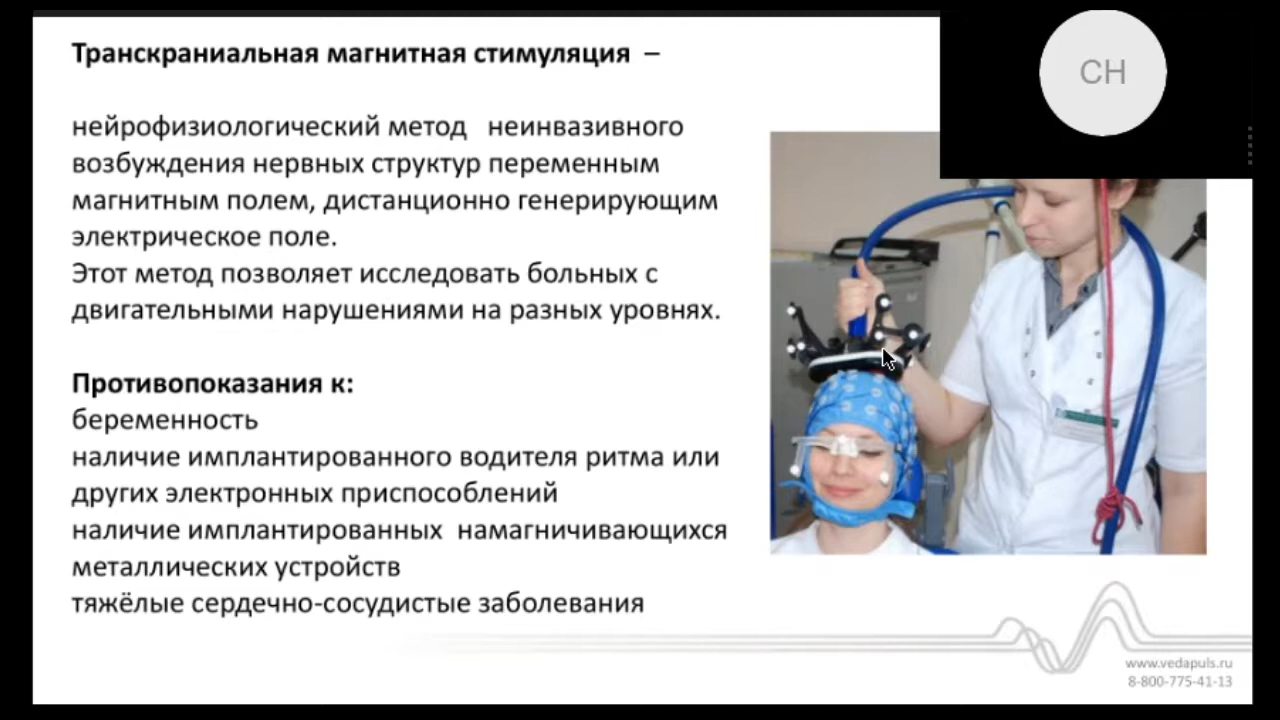 Транскраниальная магнитная стимуляция –
нейрофизиологический метод неинвазивного
возбуждения нервных структур переменным
магнитным полем, дистанционно генерирующим
электрическое поле.
Этот метод позволяет исследовать больных с
двигательными нарушениями на разных уровнях.
Противопоказания к:
беременность
наличие имплантированного водителя ритма или
других электронных приспособлений
наличие имплантированных намагничивающихся
металлических устройств
тяжёлые сердечно-сосудистые заболевания
СН
www.vedapuls.ru
8-800-775-41-13